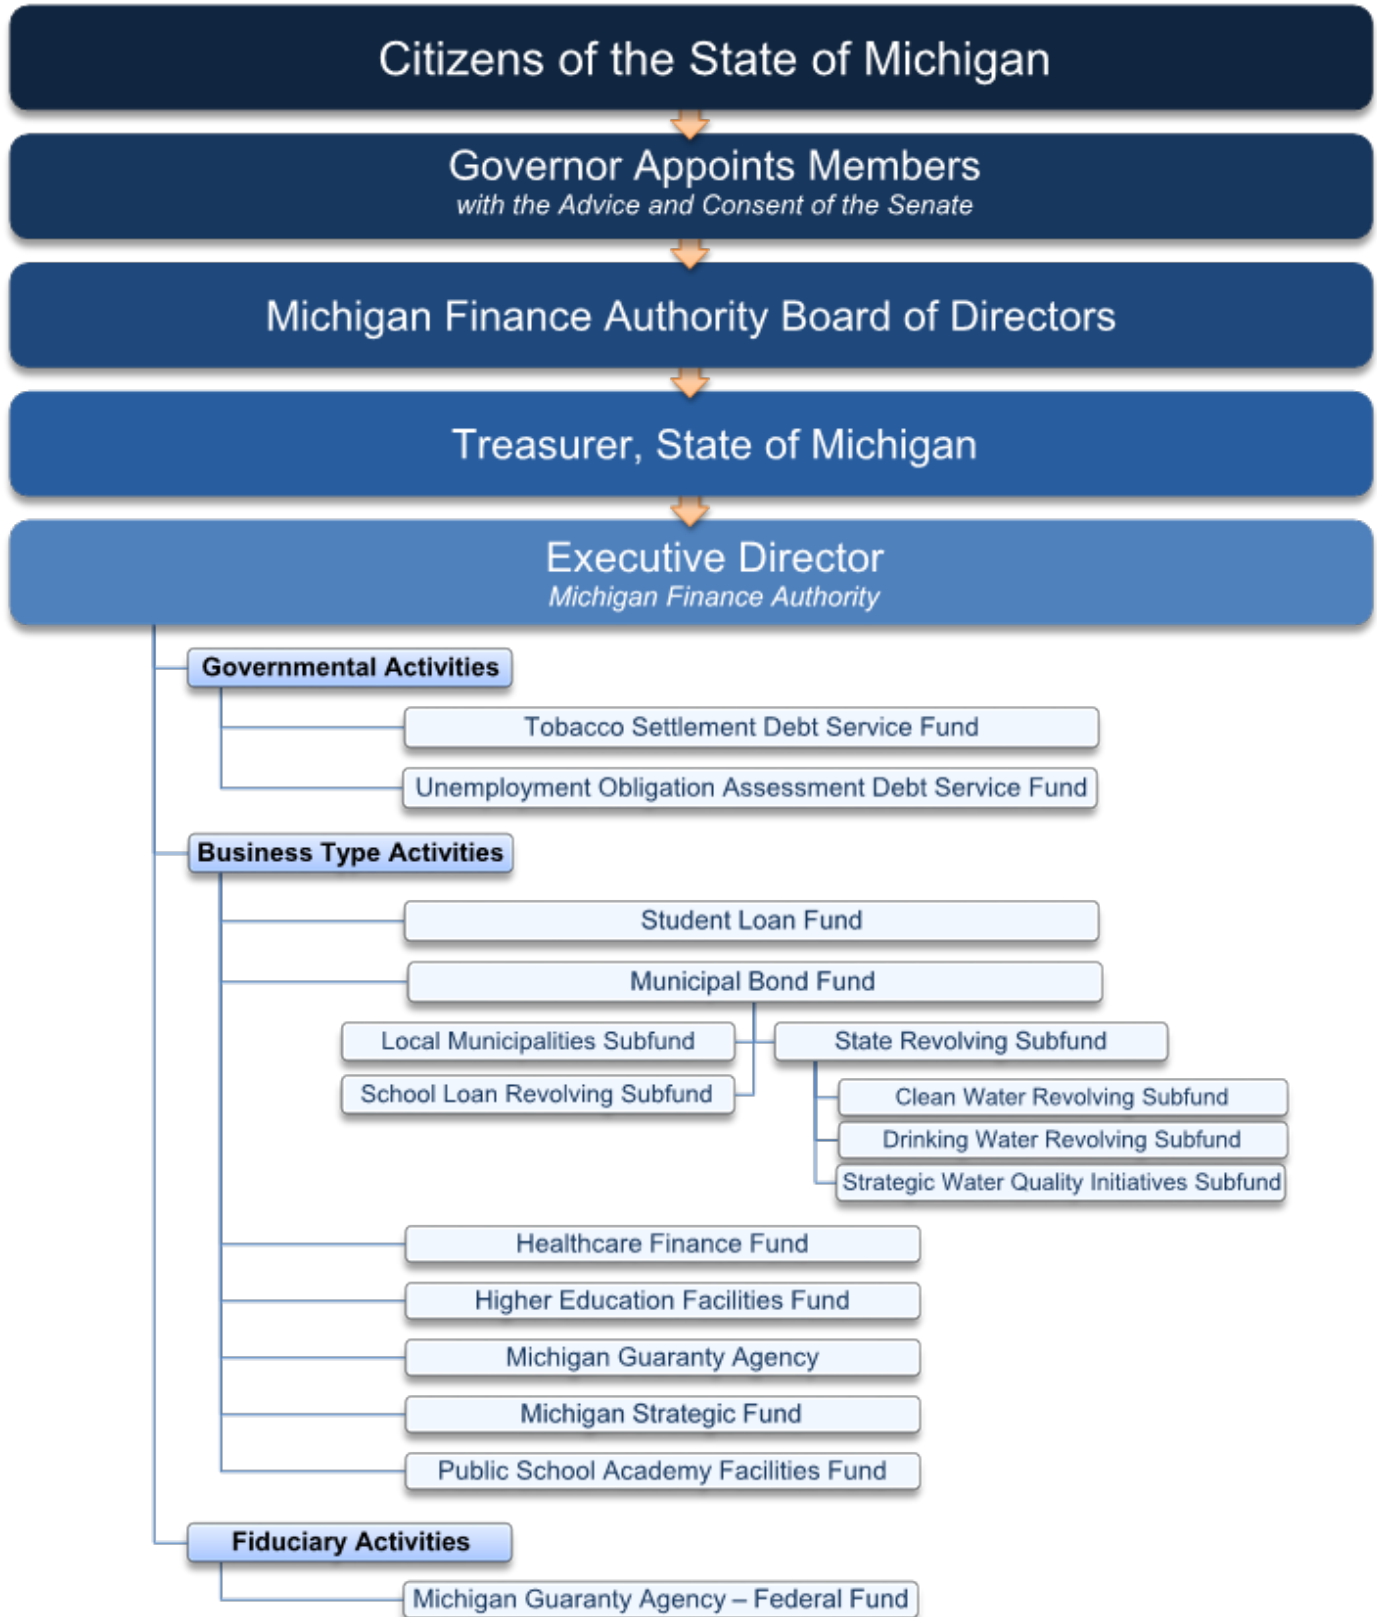 Citizens of the State of Michigan
Governor Appoints Members
with the Advice and Consent of the Senate
Michigan Finance Authority Board of Directors
Treasurer, State of Michigan
Executive Director
Michigan Finance Authority
Governmental Activities
Tobacco Settlement Debt Service Fund
Unemployment Obligation Assessment Debt Service Fund
Business Type Activities
Student Loan Fund
Municipal Bond Fund
Local Municipalities Subfund
State Revolving Subfund
School Loan Revolving Subfund
Clean Water Revolving Subfund
Drinking Water Revolving Subfund
Strategic Water Quality Initiatives Subfund
Healthcare Finance Fund
Higher Education Facilities Fund
Michigan Guaranty Agency
Michigan Strategic Fund
Public School Academy Facilities Fund
Fiduciary Activities
Michigan Guaranty Agency – Federal Fund